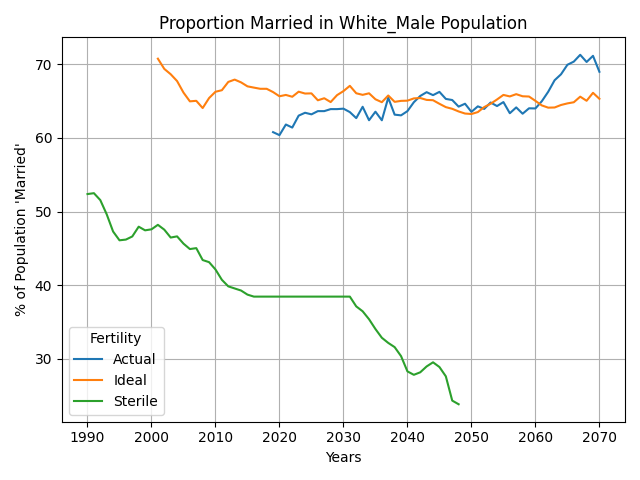 Proportion Married in White_Male Population
% of Population 'Married'
70
60
50
40
30
Fertility
Actual
Ideal
Sterile
1990 2000 2010 2020 2030 2040 2050 2060 2070
Years